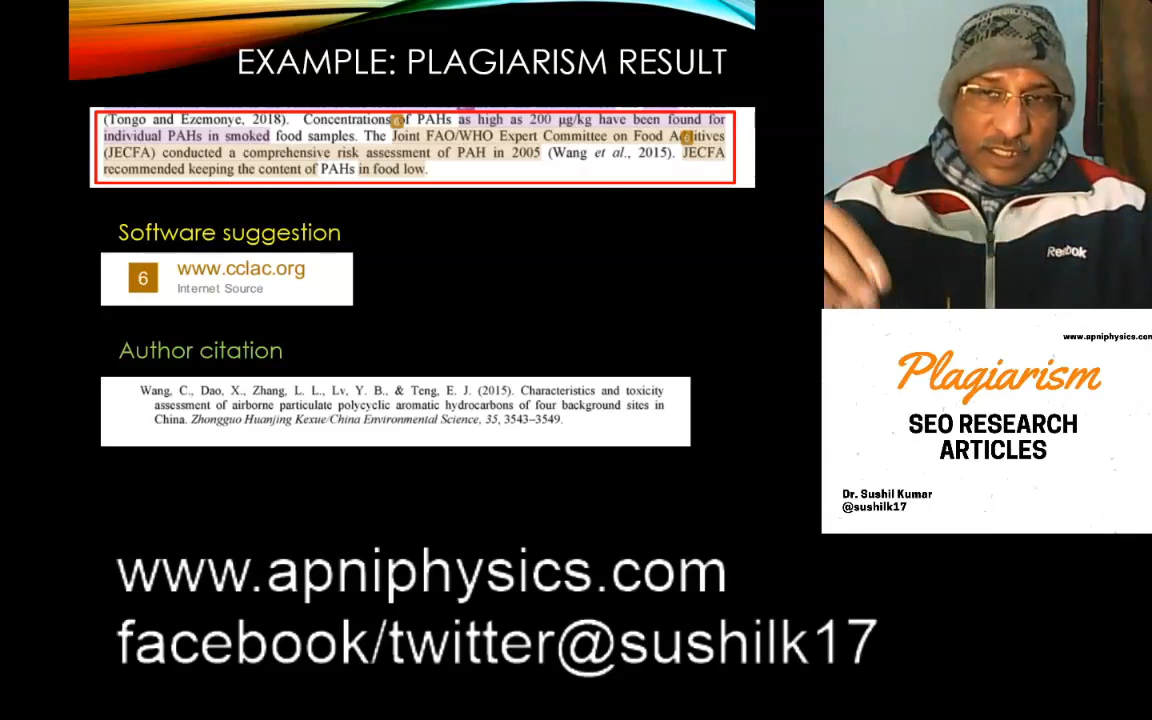 EXAMPLE: PLAGIARISM RESULT
(Tongo and Ezemonye, 2018). Concentrations of PAHs as high as 200 µg/kg have been found for
individual PAHs in smoked food samples. The Joint FAO/WHO Expert Committee on Food Additives
(JECFA) conducted a comprehensive risk assessment of PAH in 2005 (Wang et al., 2015). JECFA
recommended keeping the content of PAHs in food low.
Software suggestion
6 www.cclac.org
Internet Source
Author citation
Wang, C., Dao, X., Zhang, L. L., Lv, Y. B., & Teng, E. J. (2015). Characteristics and toxicity
assessment of airborne particulate polycyclic aromatic hydrocarbons of four background sites in
China. Zhongguo Huanjing Kexue/China Environmental Science, 35, 3543–3549.
www.apniphysics.com
facebook/twitter@sushilk17
Reebok
www.apniphysics.com
Plagiarism
SEO RESEARCH
ARTICLES
Dr. Sushil Kumar
@sushilk17